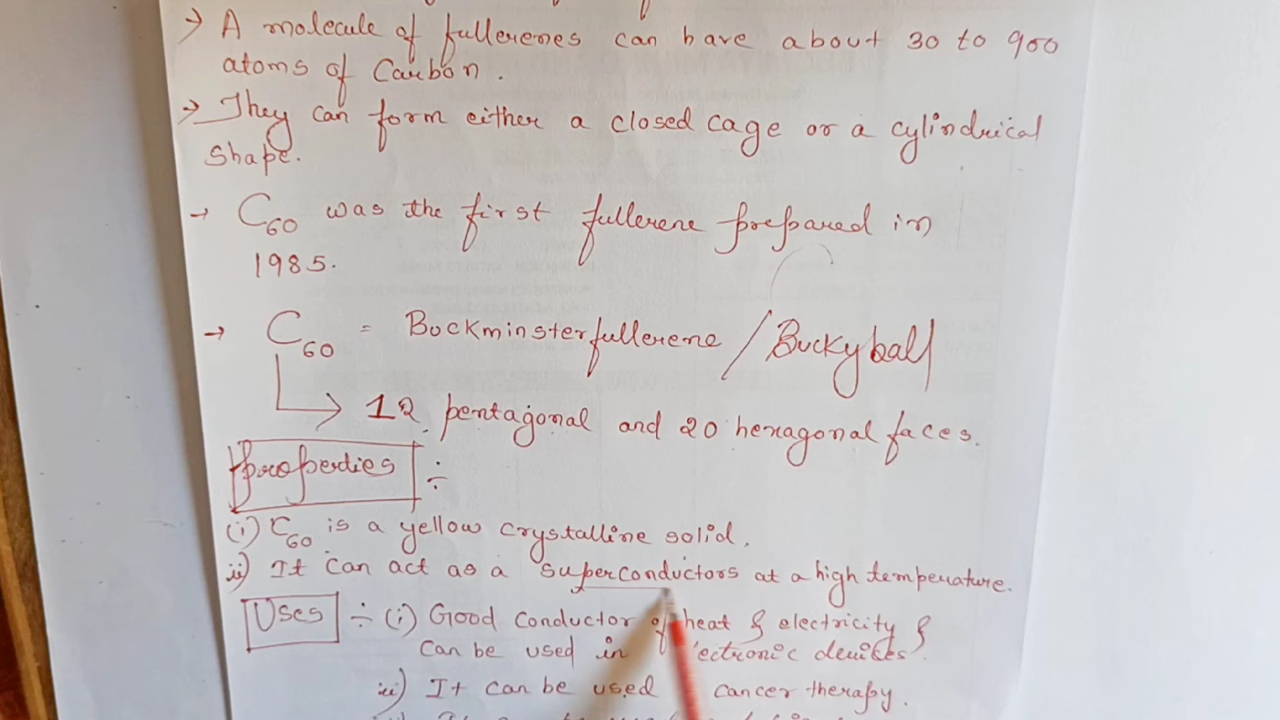 → A molecule of fullerenes can have about 30 to 900
atoms of Carbon.
→ They can form either a closed cage or a cylindrical
shape.
→ C60 was the first fullerene prepared in
1985.
→ C60 = Buckminsterfullerene / Buckyball
→ 12 pentagonal and 20 hexagonal faces.
Properties ÷
(i) C60 is a yellow crystalline solid.
ii) It can act as a superconductors at a high temperature.
Uses ÷ (i) Good conductor of heat & electricity &
can be used in devices.
ii) It can be used cancer therapy.